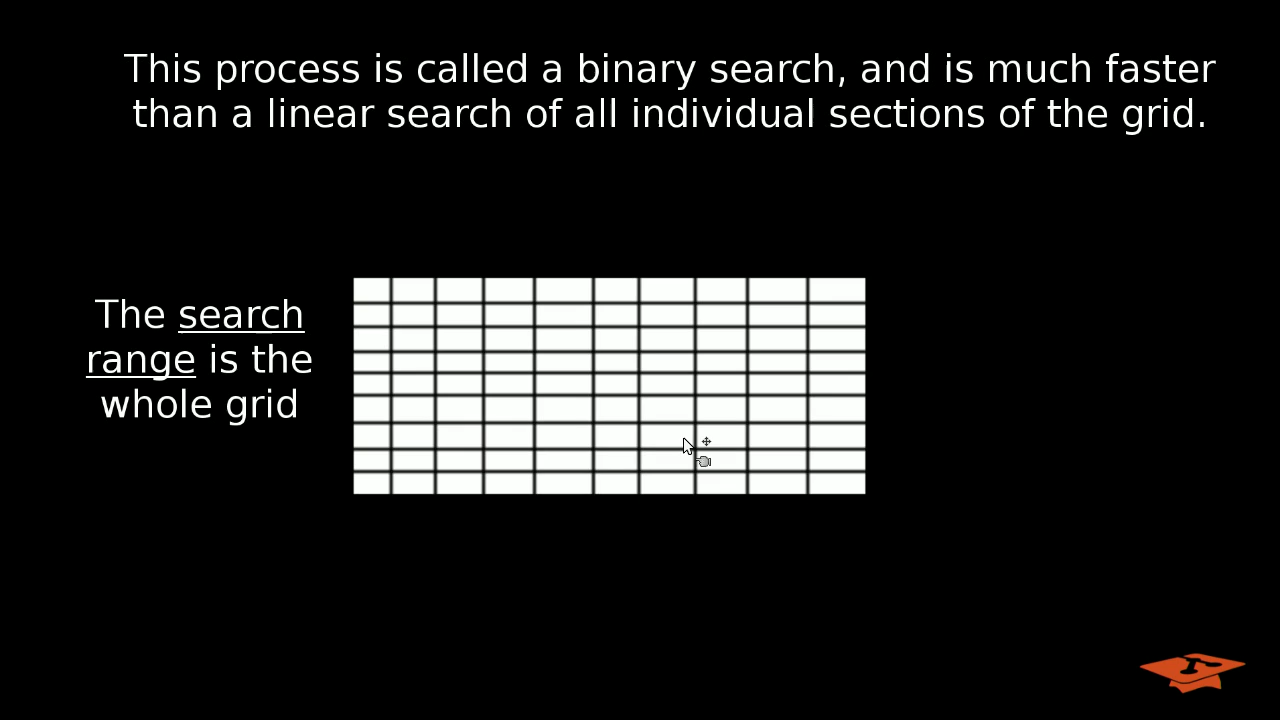 This process is called a binary search, and is much faster
than a linear search of all individual sections of the grid.
The search
range is the
whole grid